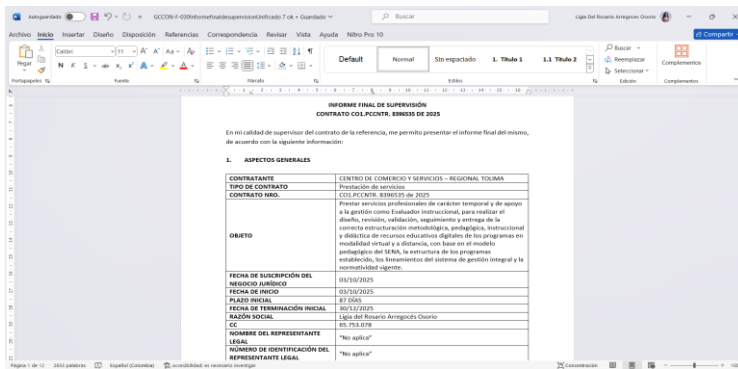 Autoguardado
GCCON-F-030InformefinaldesupervisiónUnificado 7 ok • Guardado
Buscar
Ligia Del Rosario Arregoces Osorio
Archivo Inicio Insertar Diseño Disposición Referencias Correspondencia Revisar Vista Ayuda Nitro Pro 10
Compartir
Calibri 11
Pegar
N K S
Default Normal Sin espaciado 1. Título 1 1.1 Título 2
Buscar
Reemplazar
Seleccionar
Complementos
Portapapeles Fuente Párrafo Estilos Edición Complementos
INFORME FINAL DE SUPERVISIÓN
CONTRATO CO1.PCCNTR. 8396535 DE 2025
En mi calidad de supervisor del contrato de la referencia, me permito presentar el informe final del mismo,
de acuerdo con la siguiente información:
1. ASPECTOS GENERALES
CONTRATANTE CENTRO DE COMERCIO Y SERVICIOS – REGIONAL TOLIMA
TIPO DE CONTRATO Prestación de servicios
CONTRATO NRO. CO1.PCCNTR. 8396535 de 2025
OBJETO
Prestar servicios profesionales de carácter temporal y de apoyo
a la gestión como Evaluador instruccional, para realizar el
diseño, revisión, validación, seguimiento y entrega de la
correcta estructuración metodológica, pedagógica, instruccional
y didáctica de recursos educativos digitales de los programas en
modalidad virtual y a distancia, con base en el modelo
pedagógico del SENA, la estructura de los programas
establecido, los lineamientos del sistema de gestión integral y la
normatividad vigente.
FECHA DE SUSCRIPCIÓN DEL
NEGOCIO JURÍDICO 03/10/2025
FECHA DE INICIO 03/10/2025
PLAZO INICIAL 87 DÍAS
FECHA DE TERMINACIÓN INICIAL 30/12/2025
RAZÓN SOCIAL Ligia del Rosario Arregocés Osorio
CC 65.753.078
NOMBRE DEL REPRESENTANTE
LEGAL "No aplica"
NÚMERO DE IDENTIFICACIÓN DEL
REPRESENTANTE LEGAL "No aplica"
Página 1 de 12 2832 palabras Español (Colombia) Accesibilidad: es necesario investigar
Concentración